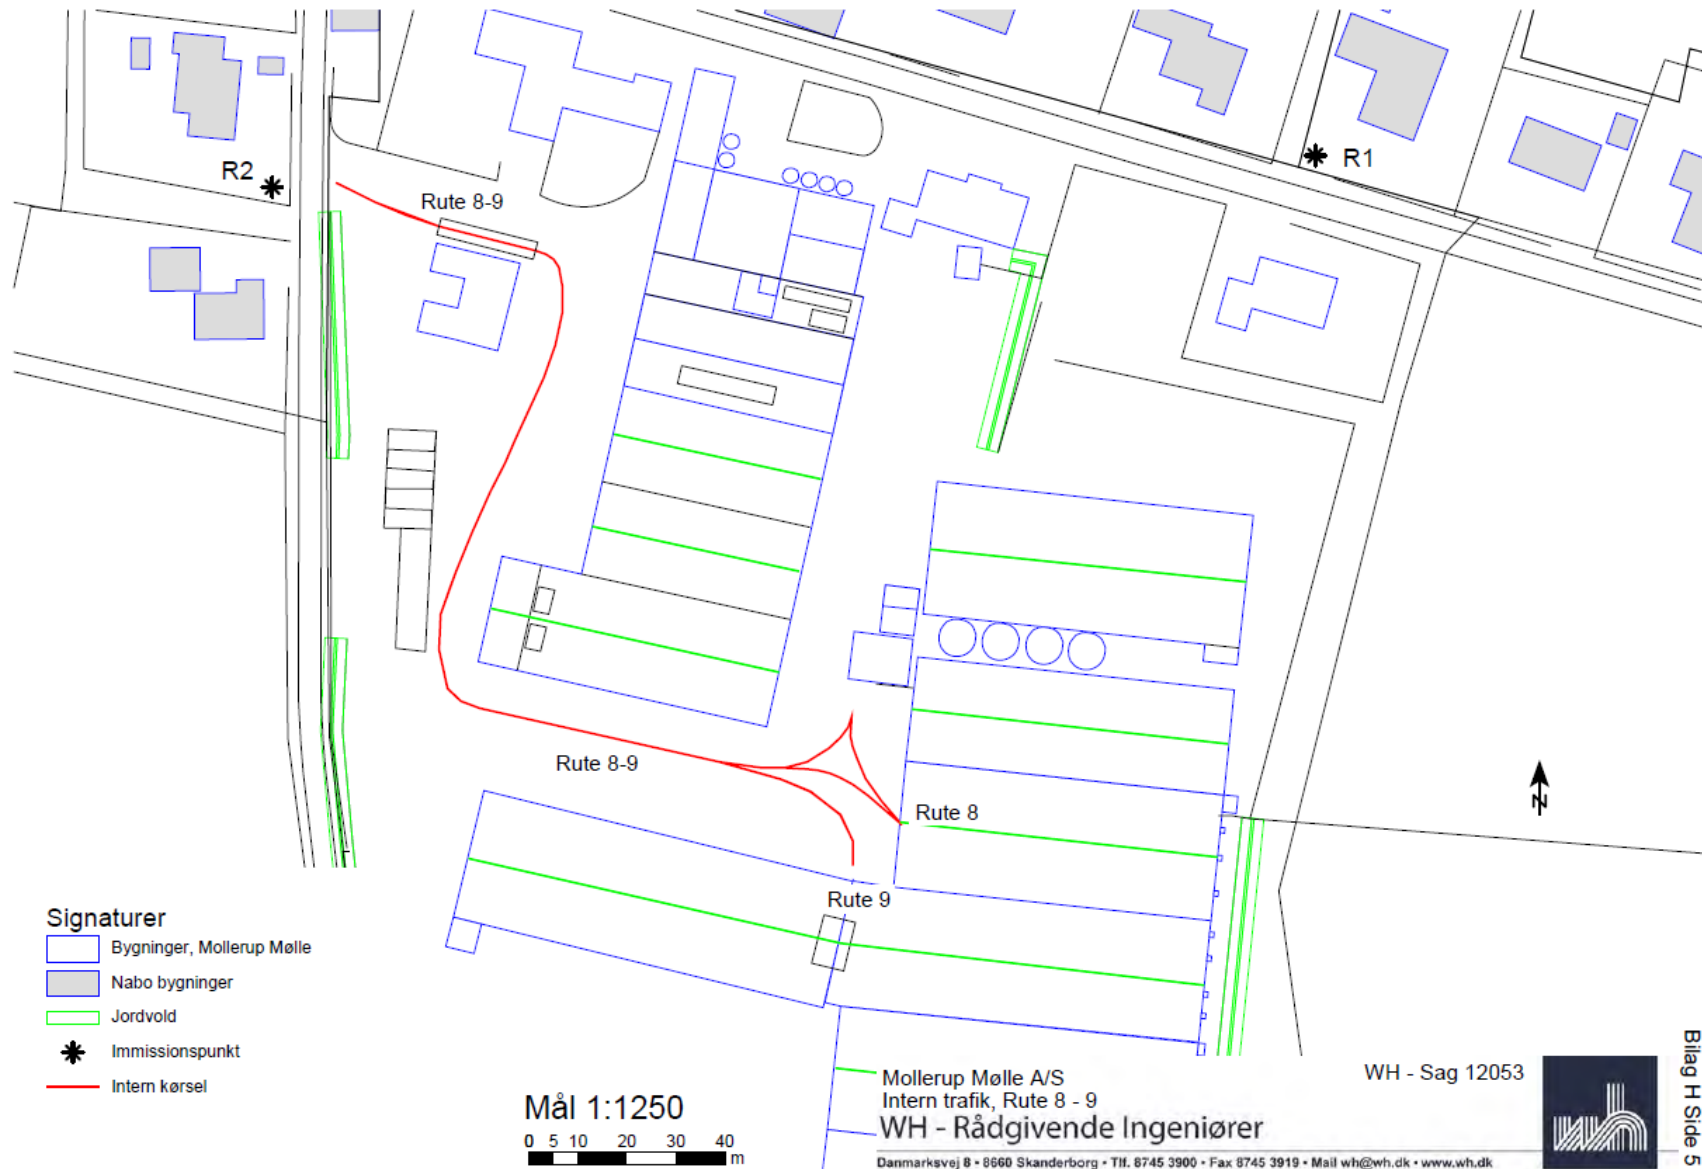 R2
R1
Rute 8-9
Rute 8-9
Rute 8
Rute 9
N
Signaturer
Bygninger, Mollerup Mølle
Nabo bygninger
Jordvold
Immissionspunkt
Intern kørsel
Mål 1:1250
0 5 10 20 30 40
m
Mollerup Mølle A/S
Intern trafik, Rute 8 - 9
WH - Sag 12053
WH - Rådgivende Ingeniører
Danmarksvej 8 • 8660 Skanderborg • Tlf. 8745 3900 • Fax 8745 3919 • Mail wh@wh.dk • www.wh.dk
wh
Bilag H Side 5